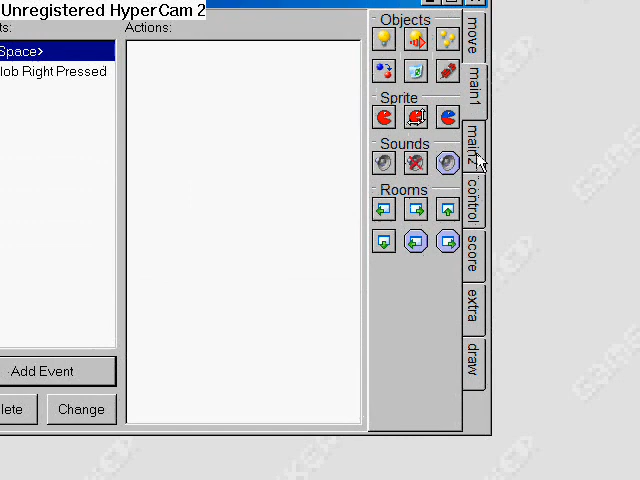 Unregistered HyperCam 2
ts:
Actions:
Space>
lob Right Pressed
Add Event
lete
Change
Objects
Sprite
Sounds
Rooms
move
main1
main2
control
score
extra
draw